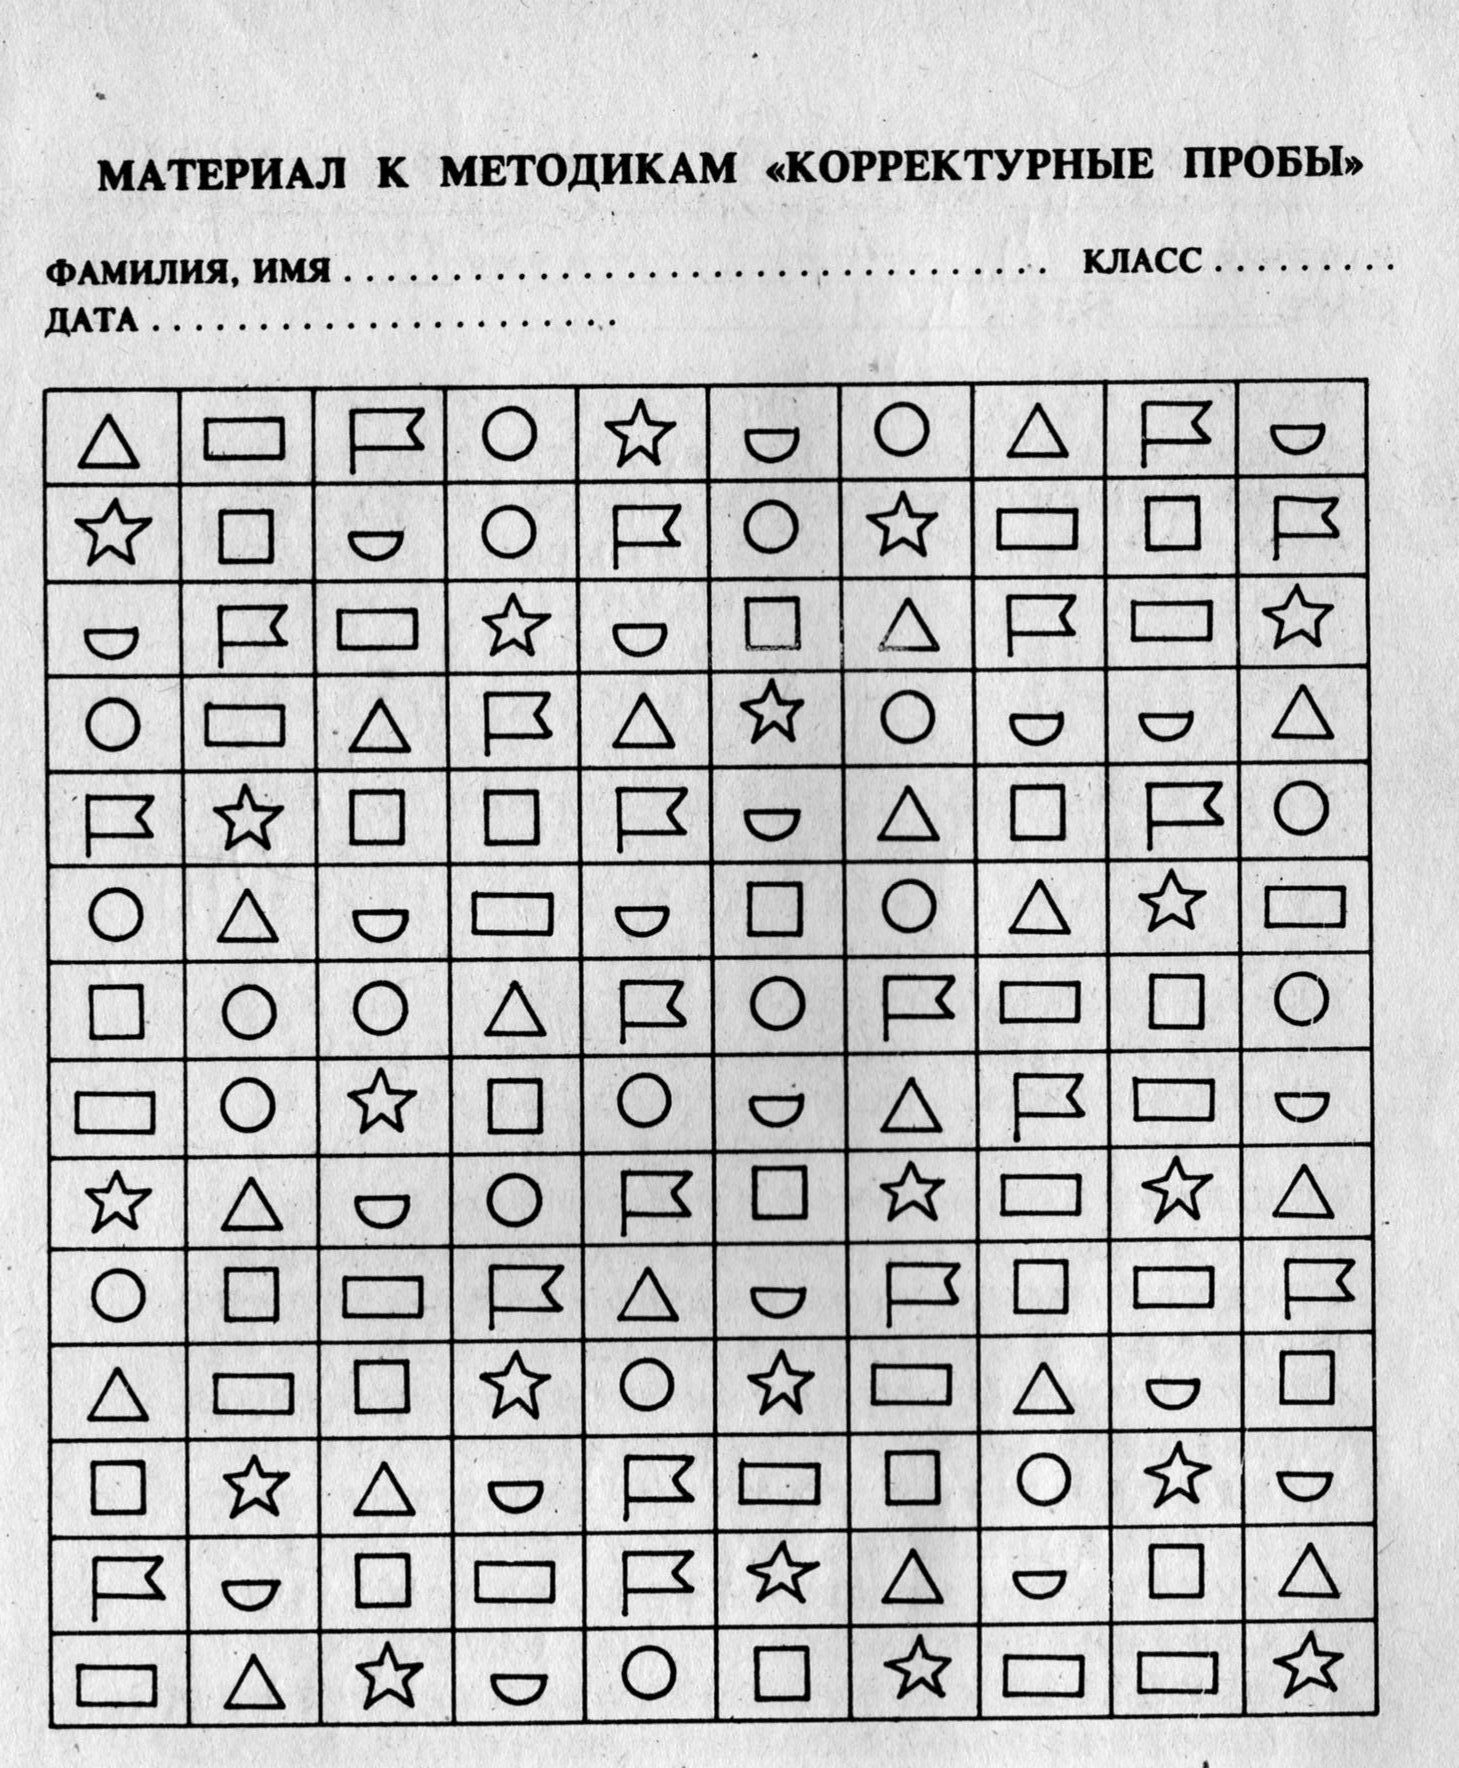 МАТЕРИАЛ К МЕТОДИКАМ «КОРРЕКТУРНЫЕ ПРОБЫ»
ФАМИЛИЯ, ИМЯ ........................................ КЛАСС ..........
ДАТА ........................